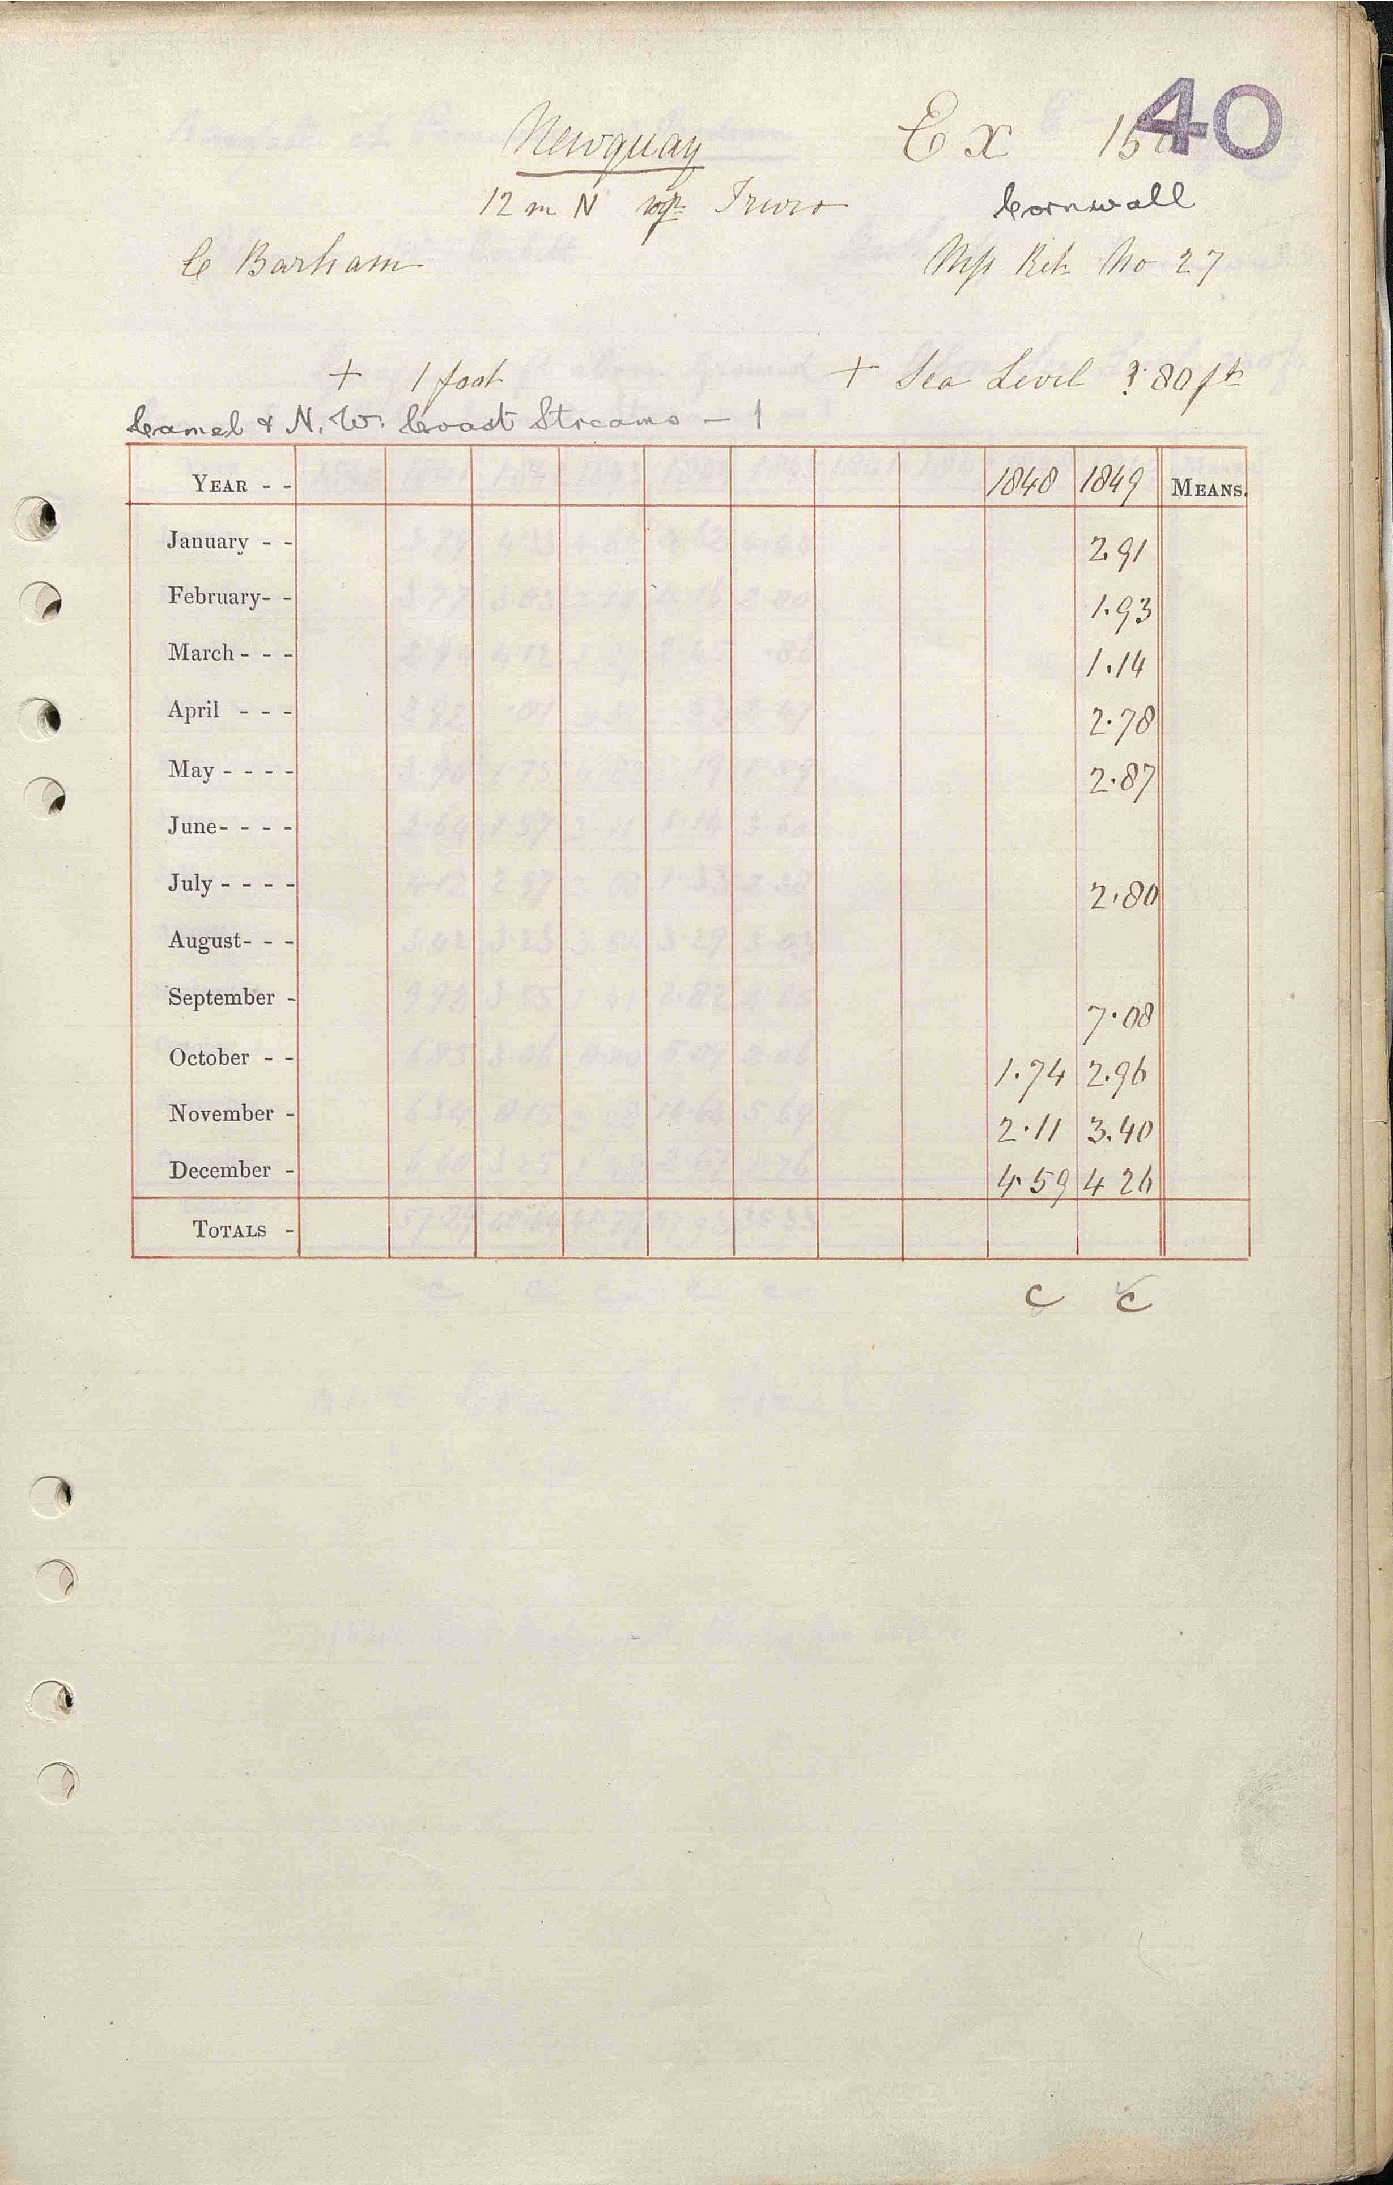 40
Newquay Ex 15
12 m N of Truro Cornwall
C Barham Mss Ret No 27
+ 1 foot + Sea Level ? 80 ft
Camel & N. W. Coast Streams - 1
YEAR - - 1848 1849 MEANS.
January - - 2.91
February- - 1.93
March - - - 1.14
April - - - 2.78
May - - - - 2.87
June- - - -
July - - - - 2.80
August- - -
September - 7.08
October - - 1.74 2.96
November - 2.11 3.40
December - 4.59 4 26
TOTALS -
C C